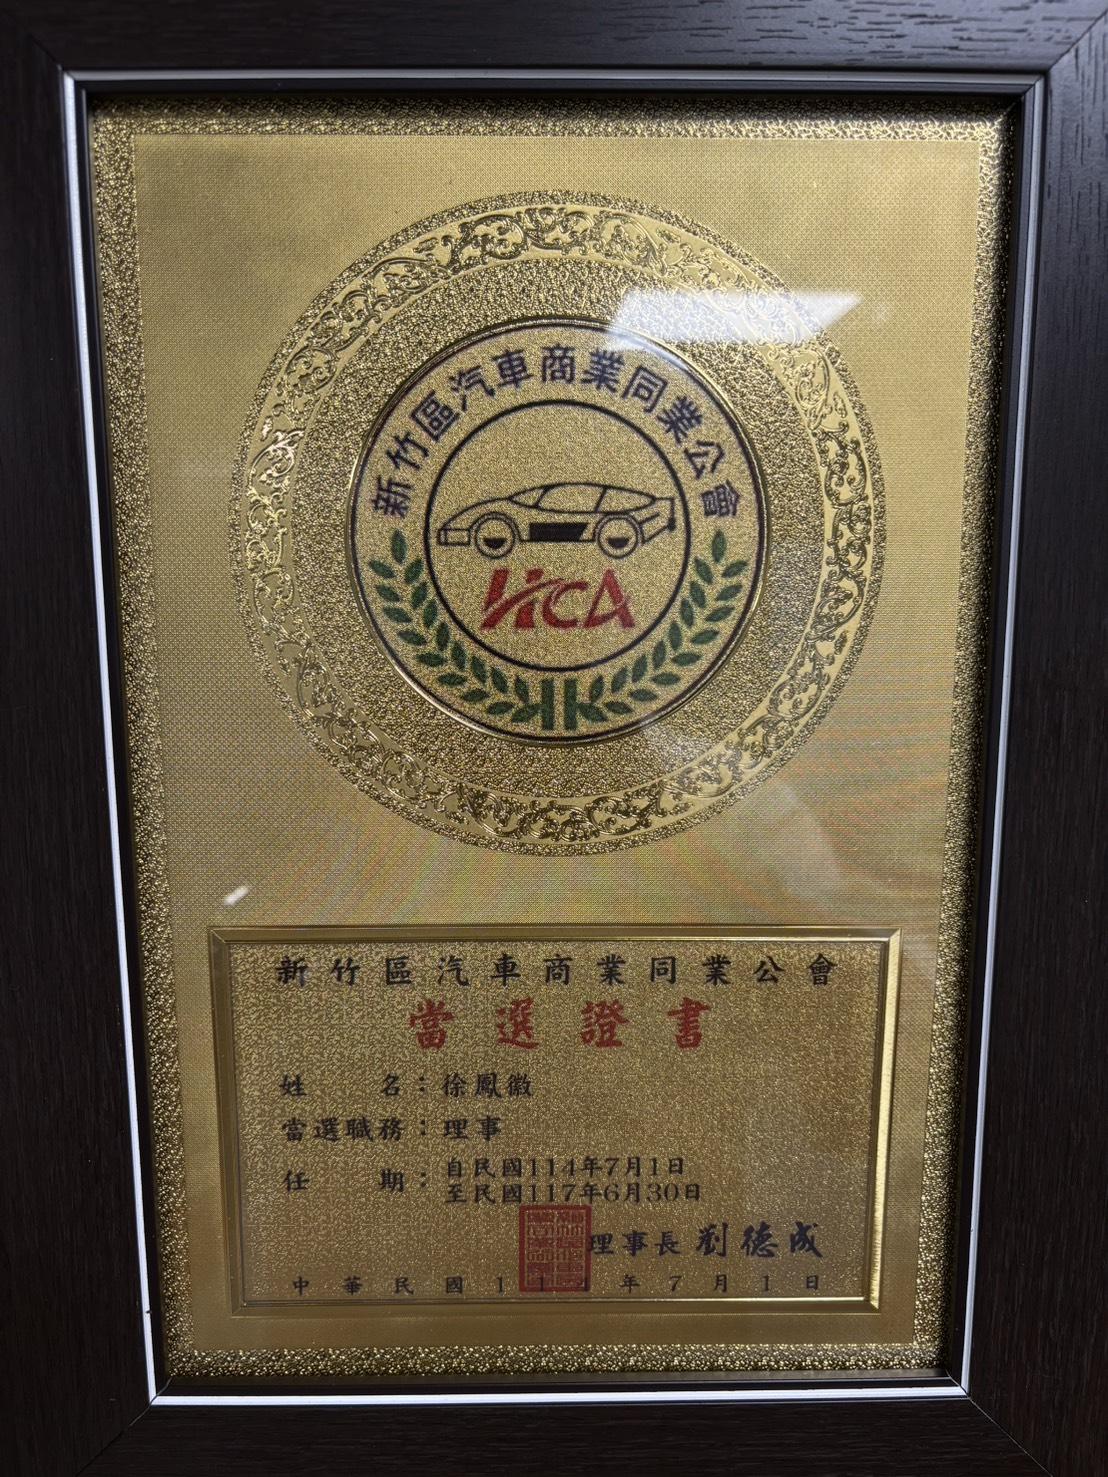 新竹區汽車商業同業公會
HCCA
新竹區汽車商業同業公會
當選證書
姓名：徐鳳徽
當選職務：理事
任期：自民國114年7月1日
至民國117年6月30日
理事長 劉德成
中華民國11 年7月1日